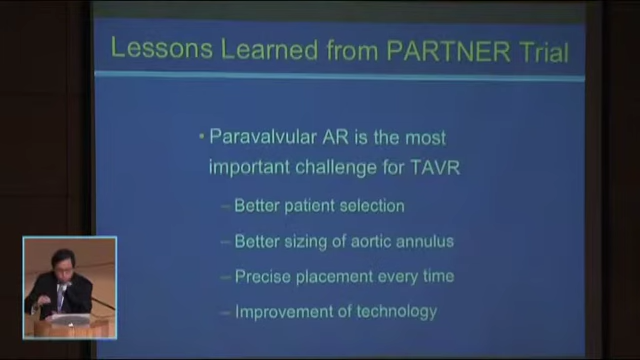 Lessons Learned from PARTNER Trial
• Paravalvular AR is the most
important challenge for TAVR
– Better patient selection
– Better sizing of aortic annulus
– Precise placement every time
– Improvement of technology